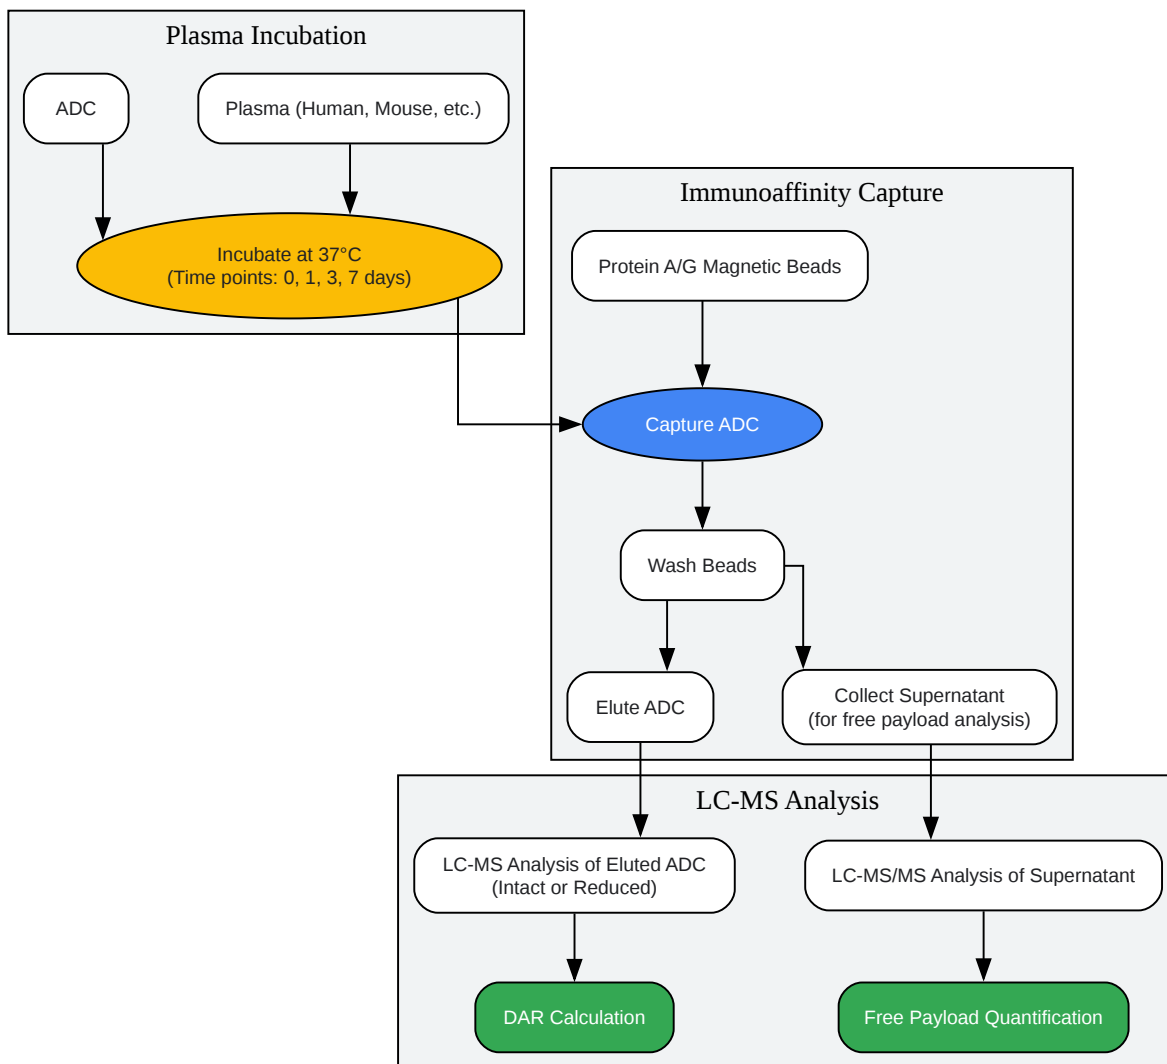 Plasma Incubation
ADC
Plasma (Human, Mouse, etc.)
Incubate at 37°C
(Time points: 0, 1, 3, 7 days)
Immunoaffinity Capture
Protein A/G Magnetic Beads
Capture ADC
Wash Beads
Elute ADC
Collect Supernatant
(for free payload analysis)
LC-MS Analysis
LC-MS Analysis of Eluted ADC
(Intact or Reduced)
LC-MS/MS Analysis of Supernatant
DAR Calculation
Free Payload Quantification